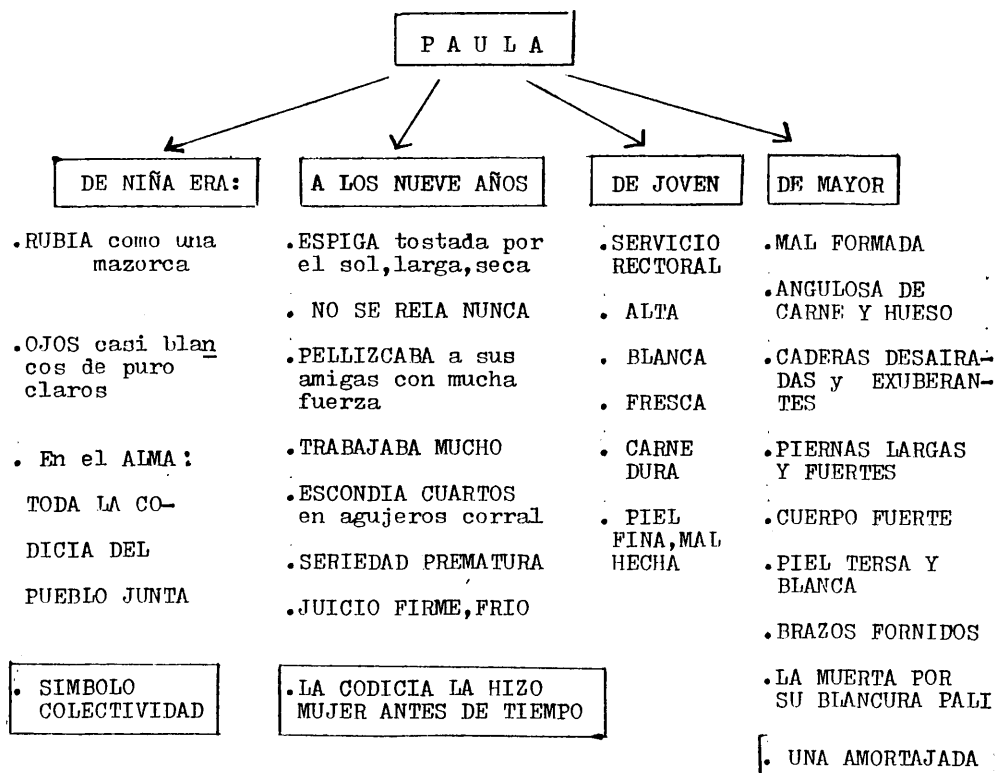 P A U L A
DE NIÑA ERA:
.RUBIA como una
mazorca
.OJOS casi blan
cos de puro
claros
. En el ALMA:
TODA LA CO-
DICIA DEL
PUEBLO JUNTA
. SIMBOLO
COLECTIVIDAD
A LOS NUEVE AÑOS
.ESPIGA tostada por
el sol,larga,seca
. NO SE REIA NUNCA
.PELLIZCABA a sus
amigas con mucha
fuerza
.TRABAJABA MUCHO
.ESCONDIA CUARTOS
en agujeros corral
.SERIEDAD PREMATURA
.JUICIO FIRME,FRIO
.LA CODICIA LA HIZO
MUJER ANTES DE TIEMPO
DE JOVEN
.SERVICIO
RECTORAL
. ALTA
. BLANCA
. FRESCA
. CARNE
DURA
. PIEL
FINA,MAL
HECHA
DE MAYOR
.MAL FORMADA
.ANGULOSA DE
CARNE Y HUESO
.CADERAS DESAIRA-
DAS y EXUBERAN-
TES
.PIERNAS LARGAS
Y FUERTES
.CUERPO FUERTE
.PIEL TERSA Y
BLANCA
.BRAZOS FORNIDOS
.LA MUERTA POR
SU BLANCURA PALI
. UNA AMORTAJADA